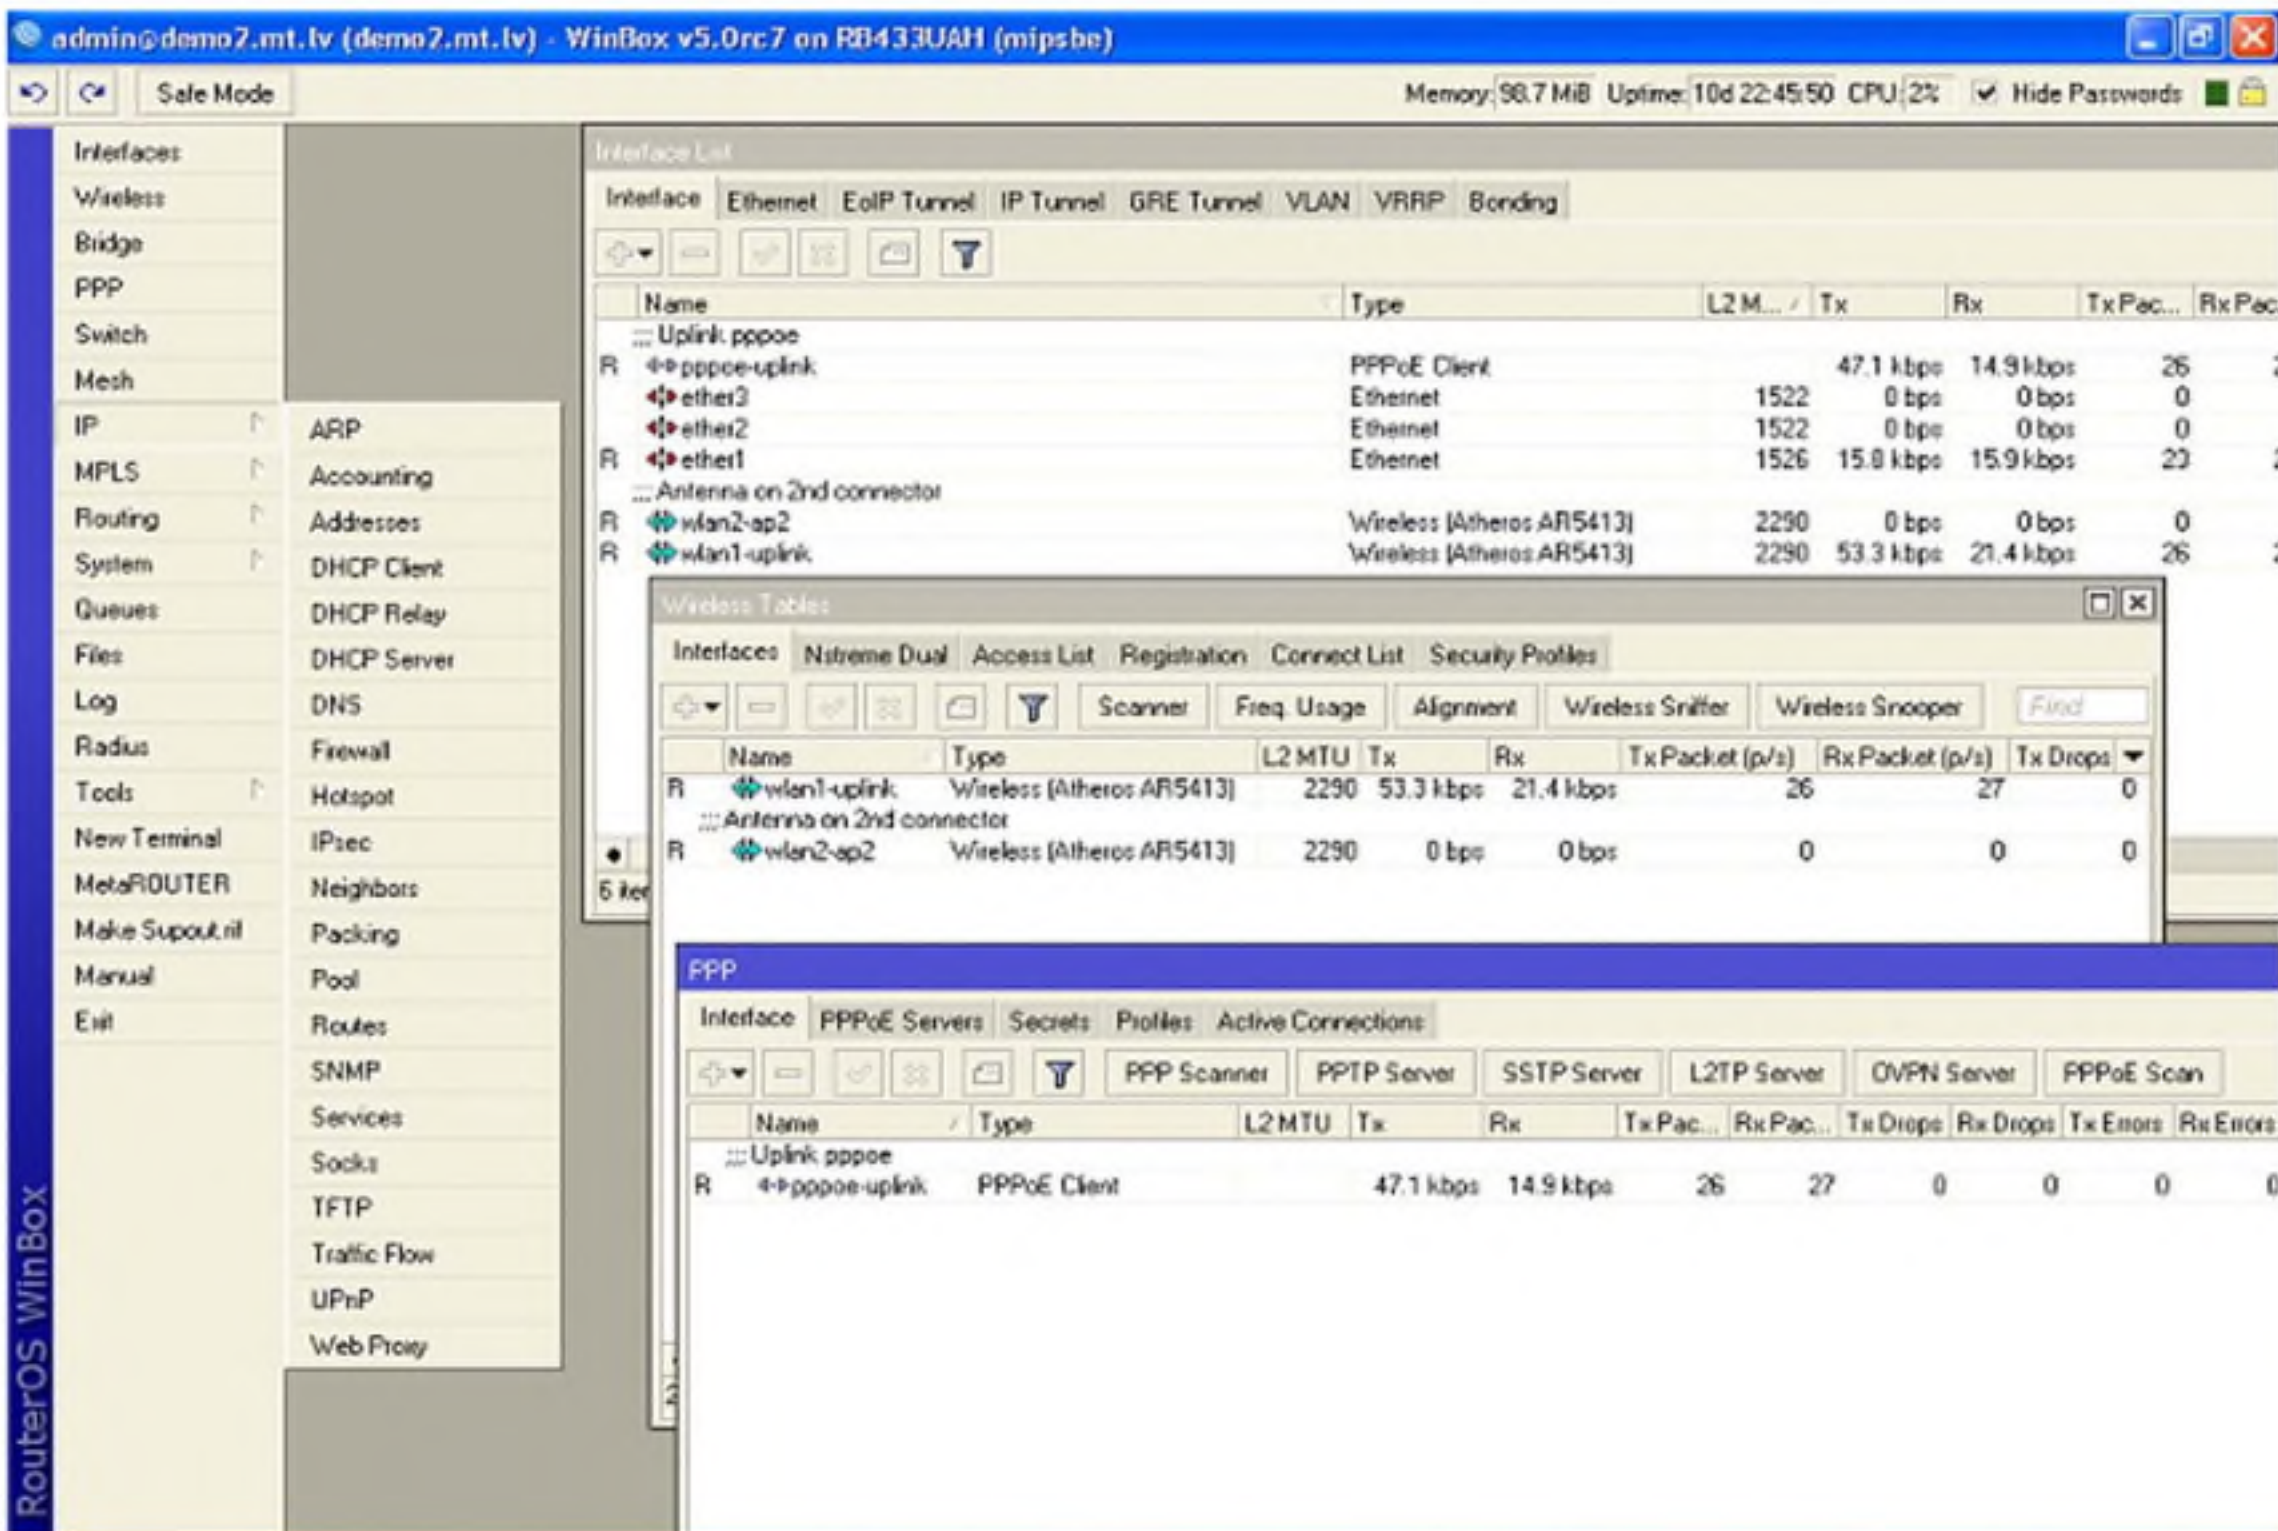 admin@demo2.mt.lv (demo2.mt.lv) - WinBox v5.0rc7 on RB433UAH (mipsbe)
Safe Mode Memory: 98.7 MiB Uptime: 10d 22:45:50 CPU: 2% Hide Passwords
RouterOS WinBox
Interfaces
Wireless
Bridge
PPP
Switch
Mesh
IP
MPLS
Routing
System
Queues
Files
Log
Radius
Tools
New Terminal
MetaROUTER
Make Supout.rif
Manual
Exit
ARP
Accounting
Addresses
DHCP Client
DHCP Relay
DHCP Server
DNS
Firewall
Hotspot
IPsec
Neighbors
Packing
Pool
Routes
SNMP
Services
Socks
TFTP
Traffic Flow
UPnP
Web Proxy
Interface List
Interface Ethernet EoIP Tunnel IP Tunnel GRE Tunnel VLAN VRRP Bonding
Name Type L2 M... Tx Rx Tx Pac... Rx Pac
;;; Uplink pppoe
R pppoe-uplink PPPoE Client 47.1 kbps 14.9 kbps 26
ether3 Ethernet 1522 0 bps 0 bps 0
ether2 Ethernet 1522 0 bps 0 bps 0
R ether1 Ethernet 1526 15.8 kbps 15.9 kbps 23
;;; Antenna on 2nd connector
R wlan2-ap2 Wireless (Atheros AR5413) 2290 0 bps 0 bps 0
R wlan1-uplink Wireless (Atheros AR5413) 2290 53.3 kbps 21.4 kbps 26
6 iter
Wireless Tables
Interfaces Nstreme Dual Access List Registration Connect List Security Profiles
Scanner Freq. Usage Alignment Wireless Sniffer Wireless Snooper Find
Name Type L2 MTU Tx Rx Tx Packet (p/s) Rx Packet (p/s) Tx Drops
R wlan1-uplink Wireless (Atheros AR5413) 2290 53.3 kbps 21.4 kbps 26 27 0
;;; Antenna on 2nd connector
R wlan2-ap2 Wireless (Atheros AR5413) 2290 0 bps 0 bps 0 0 0
PPP
Interface PPPoE Servers Secrets Profiles Active Connections
PPP Scanner PPTP Server SSTP Server L2TP Server OVPN Server PPPoE Scan
Name Type L2 MTU Tx Rx Tx Pac... Rx Pac... Tx Drops Rx Drops Tx Errors Rx Errors
;;; Uplink pppoe
R pppoe-uplink PPPoE Client 47.1 kbps 14.9 kbps 26 27 0 0 0 0